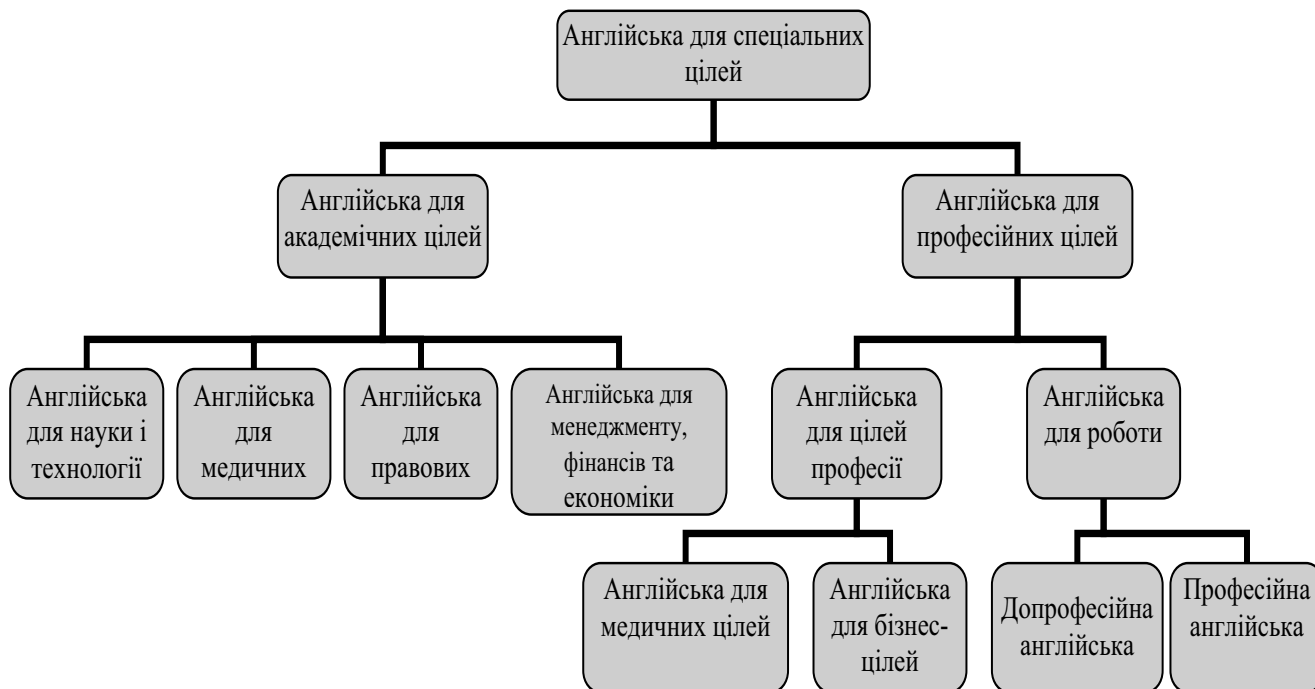 Англійська для спеціальних
цілей
Англійська для
академічних цілей
Англійська для
професійних цілей
Англійська
для науки і
технології
Англійська
для
медичних
Англійська
для
правових
Англійська для
менеджменту,
фінансів та
економіки
Англійська
для цілей
професії
Англійська
для роботи
Англійська для
медичних цілей
Англійська
для бізнес-
цілей
Допрофесійна
англійська
Професійна
англійська